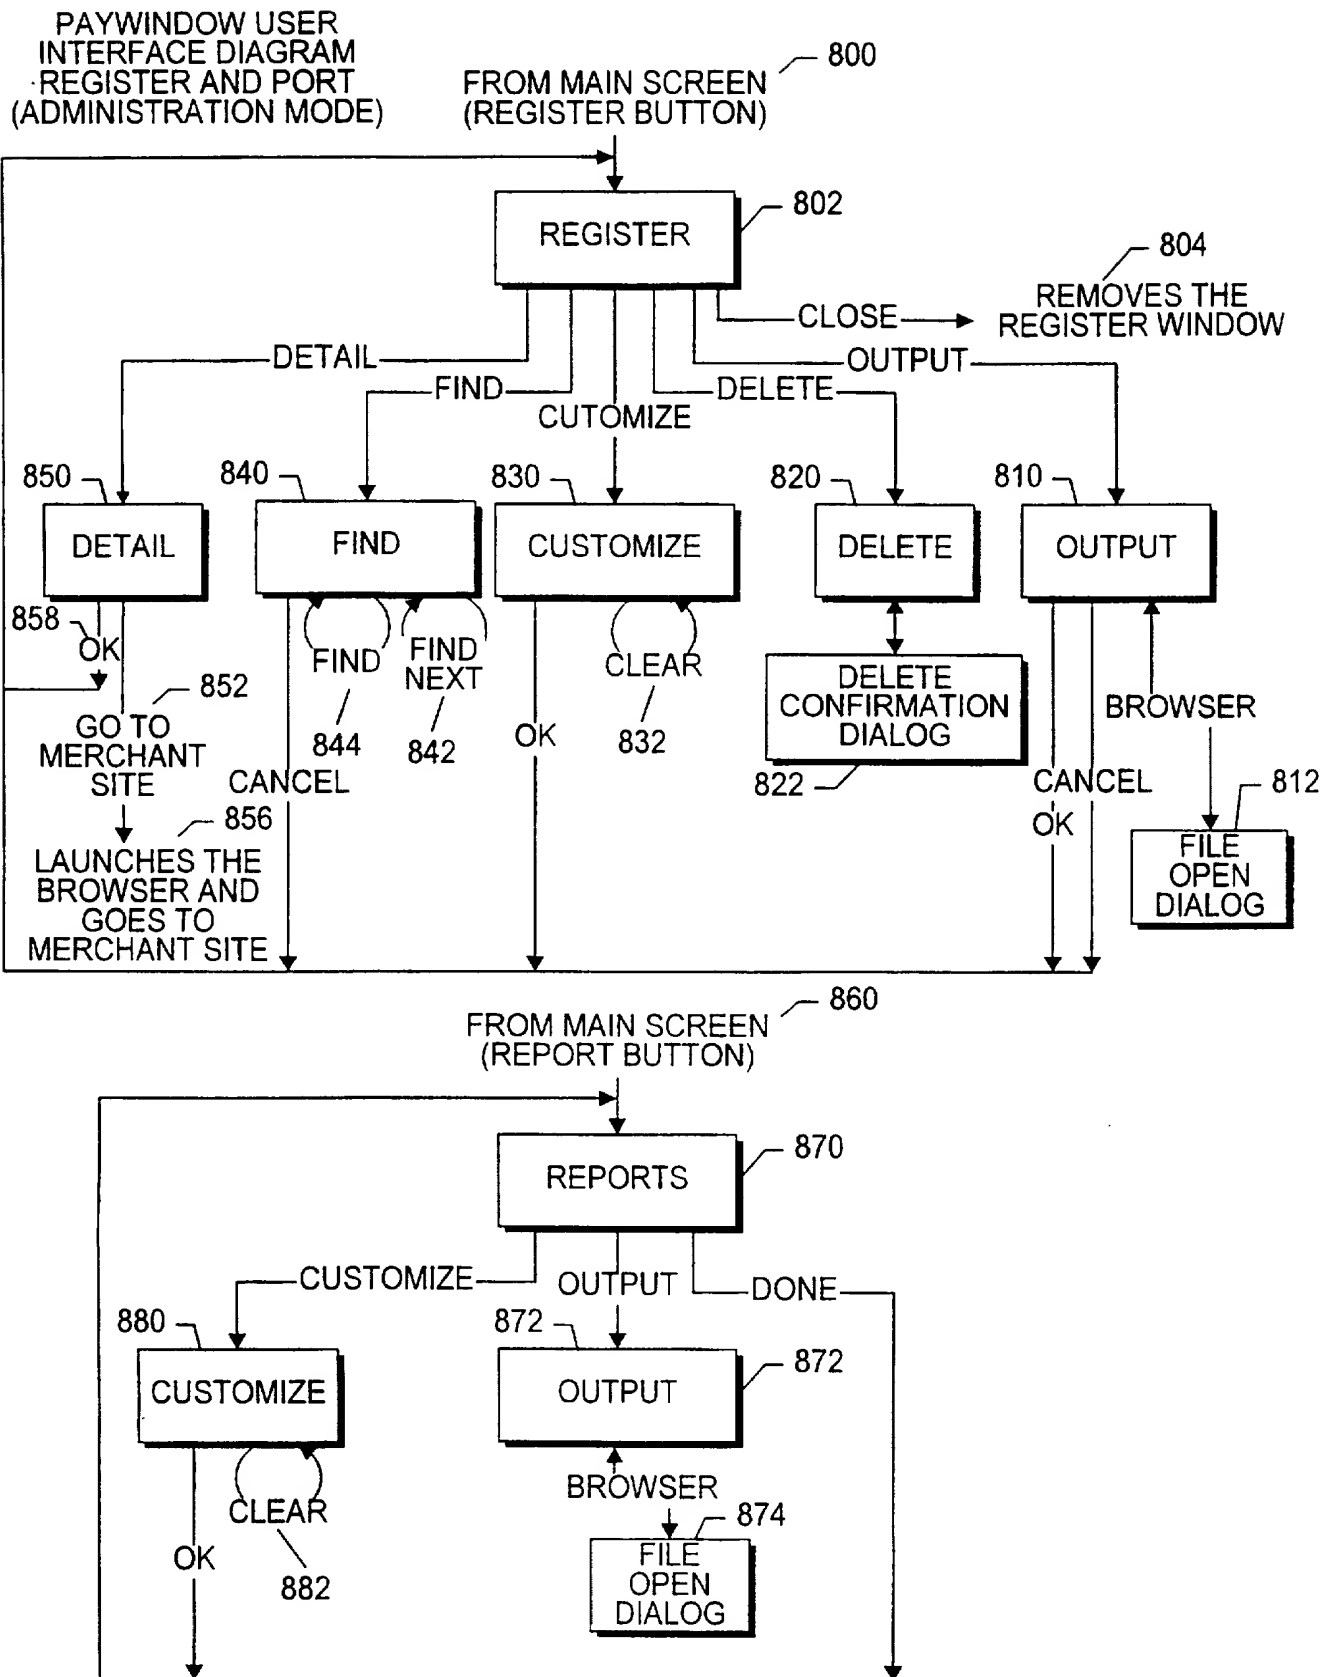 PAYWINDOW USER
INTERFACE DIAGRAM
REGISTER AND PORT
(ADMINISTRATION MODE)
800
FROM MAIN SCREEN
(REGISTER BUTTON)
802
REGISTER
804
REMOVES THE
REGISTER WINDOW
CLOSE
DETAIL
OUTPUT
FIND
DELETE
CUTOMIZE
850
840
830
820
810
DETAIL
FIND
CUSTOMIZE
DELETE
OUTPUT
858
OK
FIND
FIND
NEXT
CLEAR
DELETE
CONFIRMATION
DIALOG
BROWSER
852
GO TO
MERCHANT
SITE
844
842
OK
832
822
CANCEL
CANCEL
OK
812
FILE
OPEN
DIALOG
856
LAUNCHES THE
BROWSER AND
GOES TO
MERCHANT SITE
860
FROM MAIN SCREEN
(REPORT BUTTON)
870
REPORTS
CUSTOMIZE
OUTPUT
DONE
880
872
872
CUSTOMIZE
OUTPUT
CLEAR
BROWSER
874
OK
882
FILE
OPEN
DIALOG